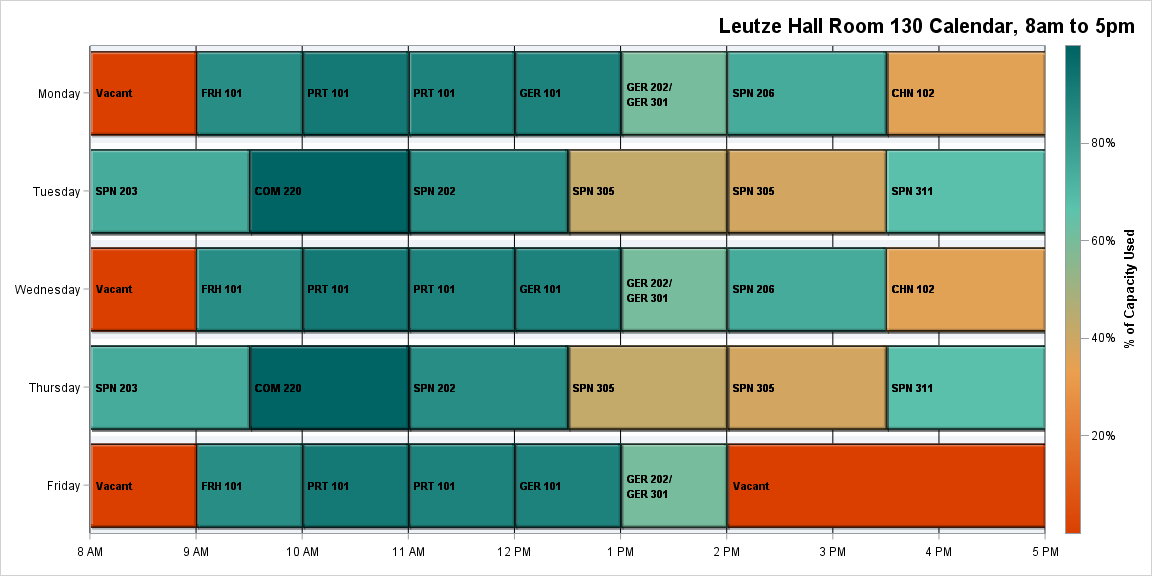 Leutze Hall Room 130 Calendar, 8am to 5pm
Monday
Vacant
FRH 101
PRT 101
PRT 101
GER 101
GER 202/
GER 301
SPN 206
CHN 102
Tuesday
SPN 203
COM 220
SPN 202
SPN 305
SPN 305
SPN 311
Wednesday
Vacant
FRH 101
PRT 101
PRT 101
GER 101
GER 202/
GER 301
SPN 206
CHN 102
Thursday
SPN 203
COM 220
SPN 202
SPN 305
SPN 305
SPN 311
Friday
Vacant
FRH 101
PRT 101
PRT 101
GER 101
GER 202/
GER 301
Vacant
8 AM
9 AM
10 AM
11 AM
12 PM
1 PM
2 PM
3 PM
4 PM
5 PM
80%
60%
40%
20%
% of Capacity Used